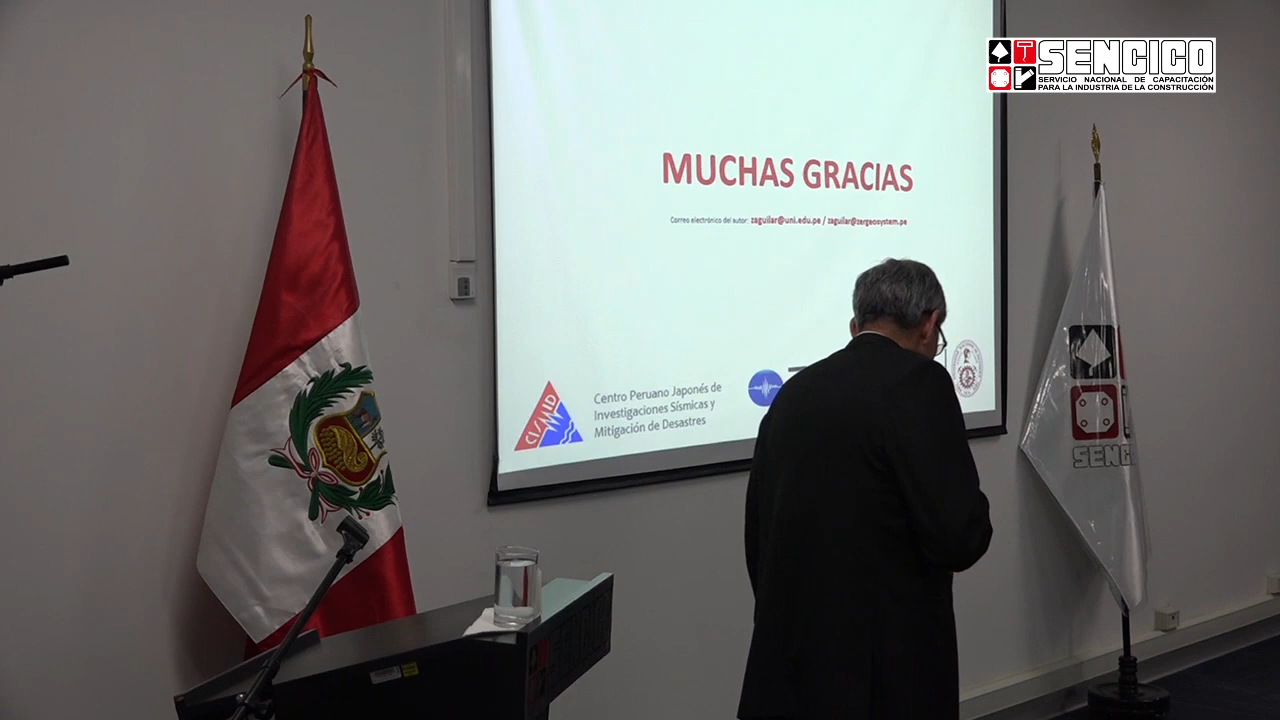 SENCICO
SERVICIO NACIONAL DE CAPACITACIÓN
PARA LA INDUSTRIA DE LA CONSTRUCCIÓN
MUCHAS GRACIAS
Correo electrónico del autor: zaguilar@uni.edu.pe / zaguilar@zergeosystem.pe
CISMID
Centro Peruano Japonés de
Investigaciones Sísmicas y
Mitigación de Desastres
SENC
SENCICO